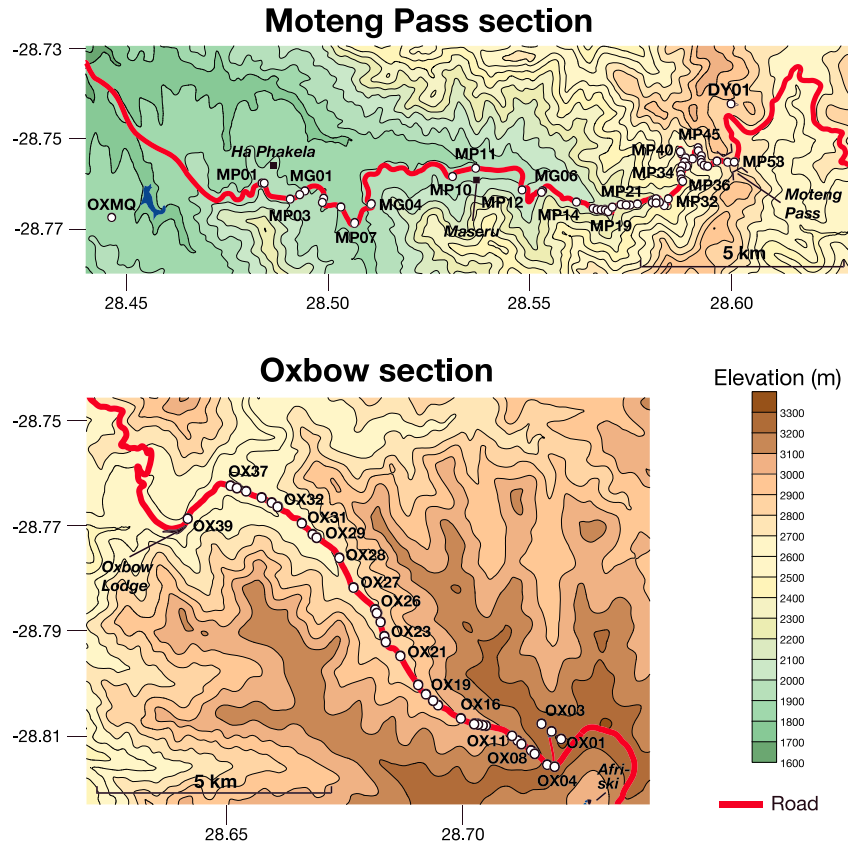 Moteng Pass section
-28.73
-28.75
-28.77
DY01
MP45
MP40
MP53
MP34
MP36
MP32
Moteng
Pass
Ha Phakela
MP01
MG01
MP11
MG06
MP10
MP21
OXMQ
MP03
MG04
MP12
MP14
MP19
MP07
Maseru
5 km
28.45
28.50
28.55
28.60
Oxbow section
-28.75
-28.77
-28.79
-28.81
OX37
OX32
OX31
OX39
OX29
OX28
Oxbow
Lodge
OX27
OX26
OX23
OX21
OX19
OX16
OX03
OX11
OX01
OX08
OX04
Afri-
ski
5 km
28.65
28.70
Elevation (m)
3300
3200
3100
3000
2900
2800
2700
2600
2500
2400
2300
2200
2100
2000
1900
1800
1700
1600
Road